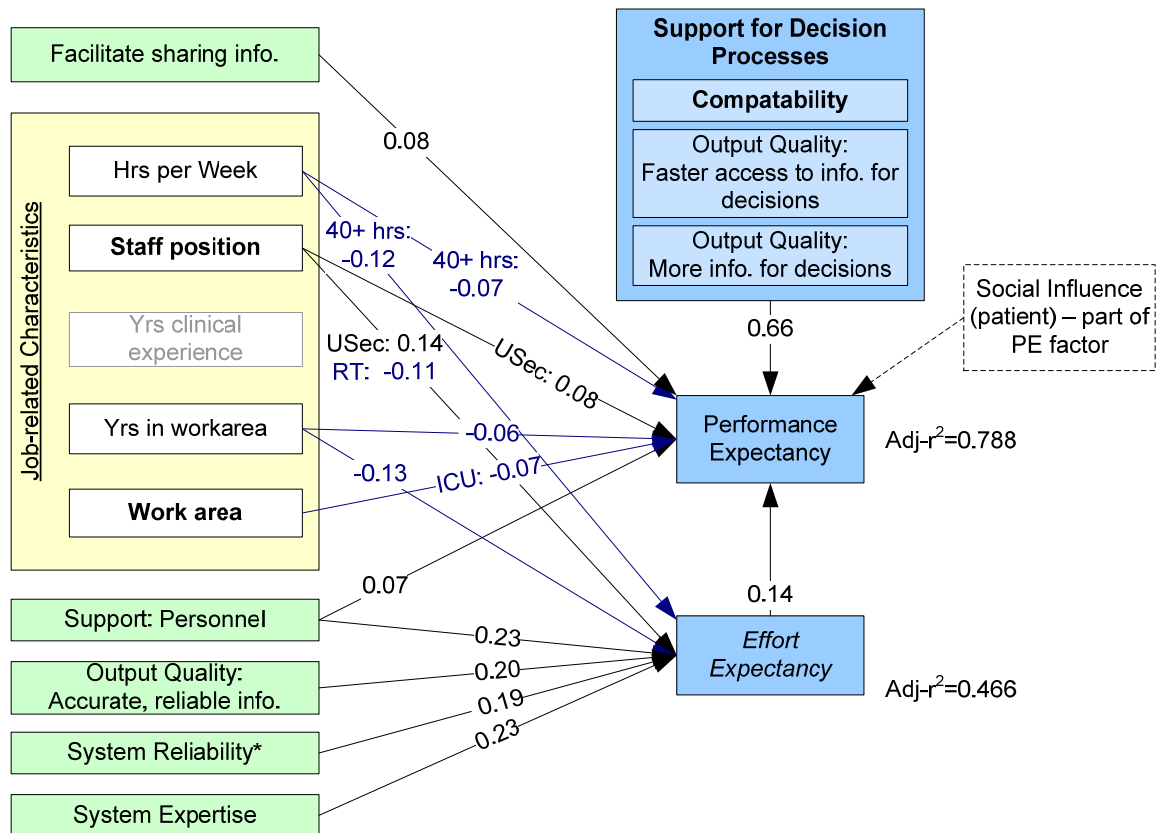 Facilitate sharing info.
Job-related Characteristics
Hrs per Week
Staff position
Yrs clinical
experience
Yrs in workarea
Work area
Support: Personnel
Output Quality:
Accurate, reliable info.
System Reliability*
System Expertise
0.08
40+ hrs:
-0.12
40+ hrs:
-0.07
USec: 0.14
RT: -0.11
USec: 0.08
-0.06
-0.13
ICU: -0.07
0.07
0.23
0.20
0.19
0.23
Support for Decision
Processes
Compatability
Output Quality:
Faster access to info. for
decisions
Output Quality:
More info. for decisions
0.66
Social Influence
(patient) – part of
PE factor
Performance
Expectancy
Adj-r²=0.788
0.14
Effort
Expectancy
Adj-r²=0.466